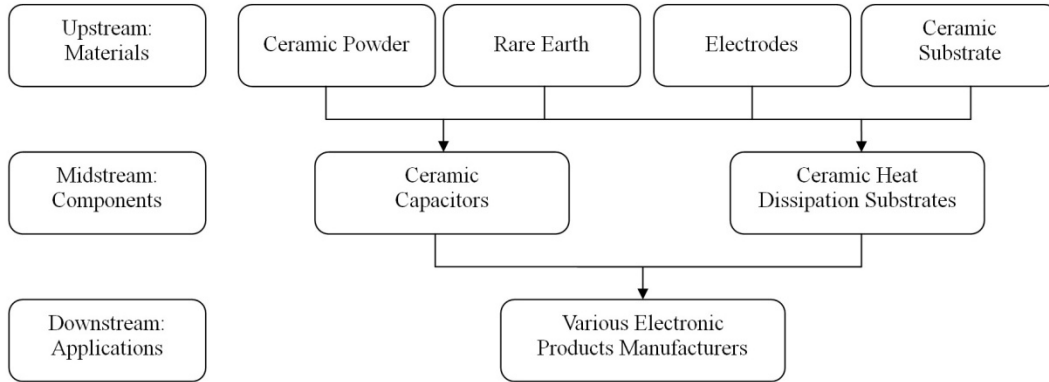 Upstream:
Materials
Ceramic Powder
Rare Earth
Electrodes
Ceramic
Substrate
Midstream:
Components
Ceramic
Capacitors
Ceramic Heat
Dissipation Substrates
Downstream:
Applications
Various Electronic
Products Manufacturers